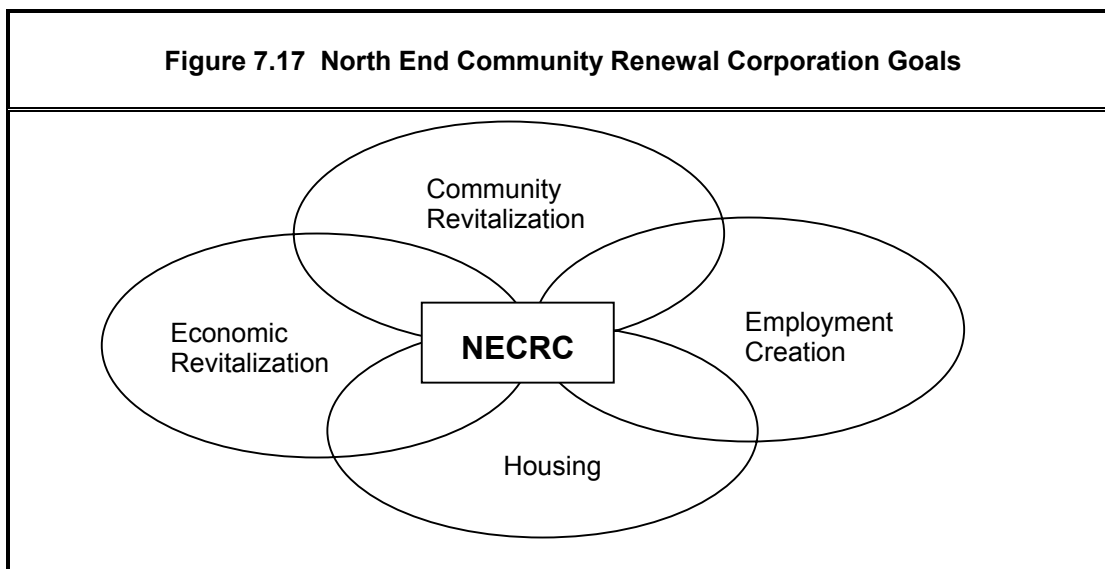 Figure 7.17 North End Community Renewal Corporation Goals
Community
Revitalization
Economic
Revitalization
NECRC
Employment
Creation
Housing